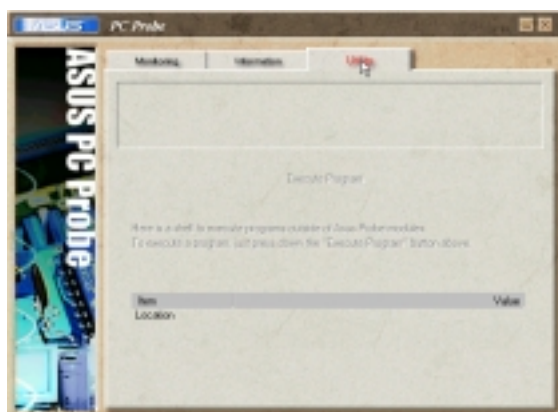 ASUS PC Probe
ASUS PC Probe
Monitoring
Information
Utility
Execute Program
Here is a shell to execute programs outside of Asus Probe modules.
To execute a program, just press down the "Execute Program" button above.
Item Value
Location